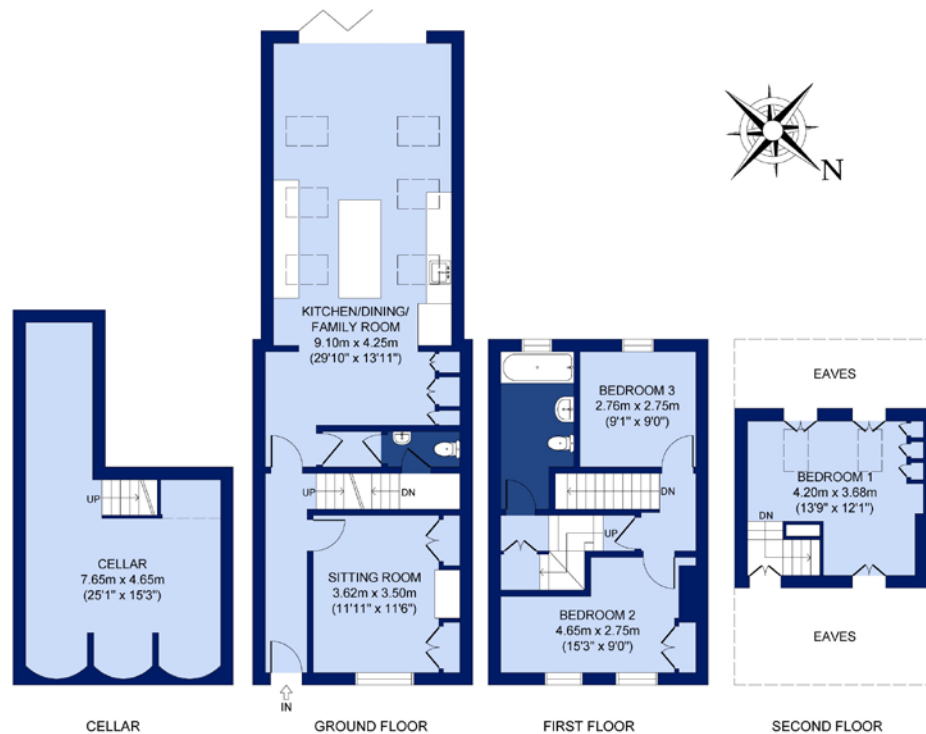 N
KITCHEN/DINING/
FAMILY ROOM
9.10m x 4.25m
(29'10" x 13'11")
UP
CELLAR
7.65m x 4.65m
(25'1" x 15'3")
UP
DN
SITTING ROOM
3.62m x 3.50m
(11'11" x 11'6")
IN
BEDROOM 3
2.76m x 2.75m
(9'1" x 9'0")
DN
UP
BEDROOM 2
4.65m x 2.75m
(15'3" x 9'0")
EAVES
BEDROOM 1
4.20m x 3.68m
(13'9" x 12'1")
DN
EAVES
CELLAR
GROUND FLOOR
FIRST FLOOR
SECOND FLOOR